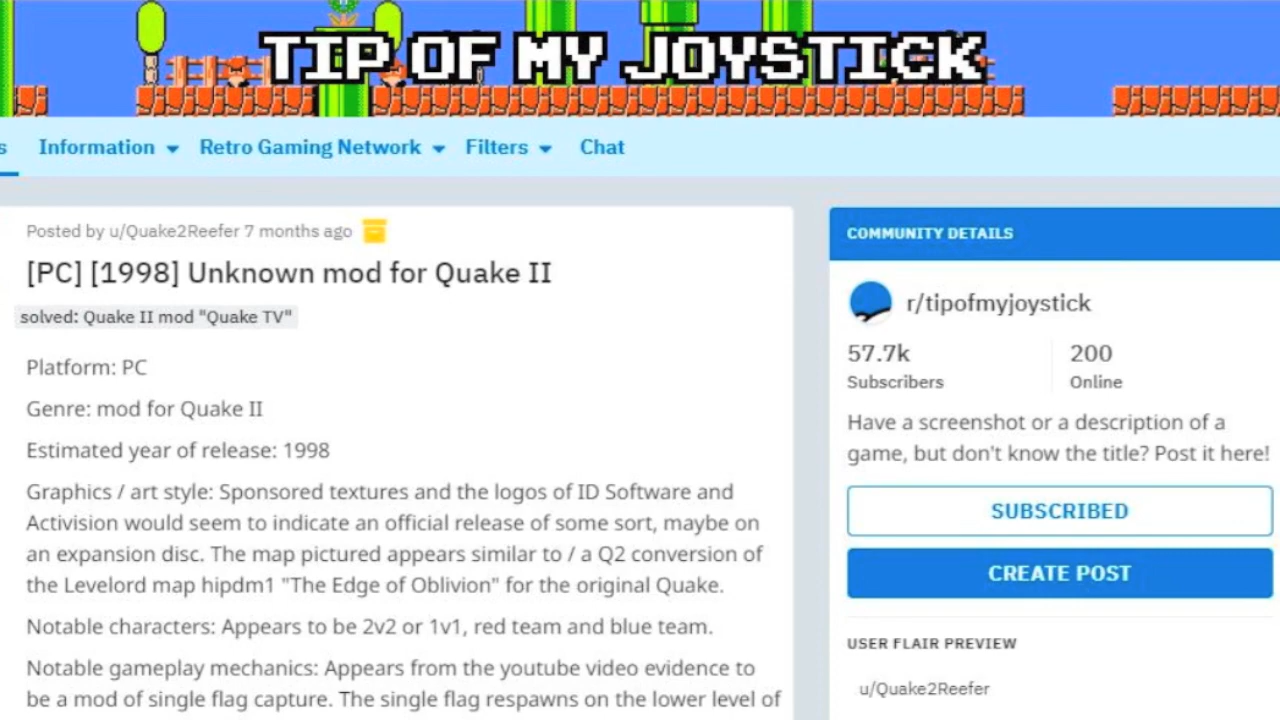 TIP OF MY JOYSTICK
s Information Retro Gaming Network Filters Chat
Posted by u/Quake2Reefer 7 months ago
[PC] [1998] Unknown mod for Quake II
solved: Quake II mod "Quake TV"
Platform: PC
Genre: mod for Quake II
Estimated year of release: 1998
Graphics / art style: Sponsored textures and the logos of ID Software and
Activision would seem to indicate an official release of some sort, maybe on
an expansion disc. The map pictured appears similar to / a Q2 conversion of
the Levelord map hipdm1 "The Edge of Oblivion" for the original Quake.
Notable characters: Appears to be 2v2 or 1v1, red team and blue team.
Notable gameplay mechanics: Appears from the youtube video evidence to
be a mod of single flag capture. The single flag respawns on the lower level of
COMMUNITY DETAILS
r/tipofmyjoystick
57.7k
Subscribers
200
Online
Have a screenshot or a description of a
game, but don't know the title? Post it here!
SUBSCRIBED
CREATE POST
USER FLAIR PREVIEW
u/Quake2Reefer